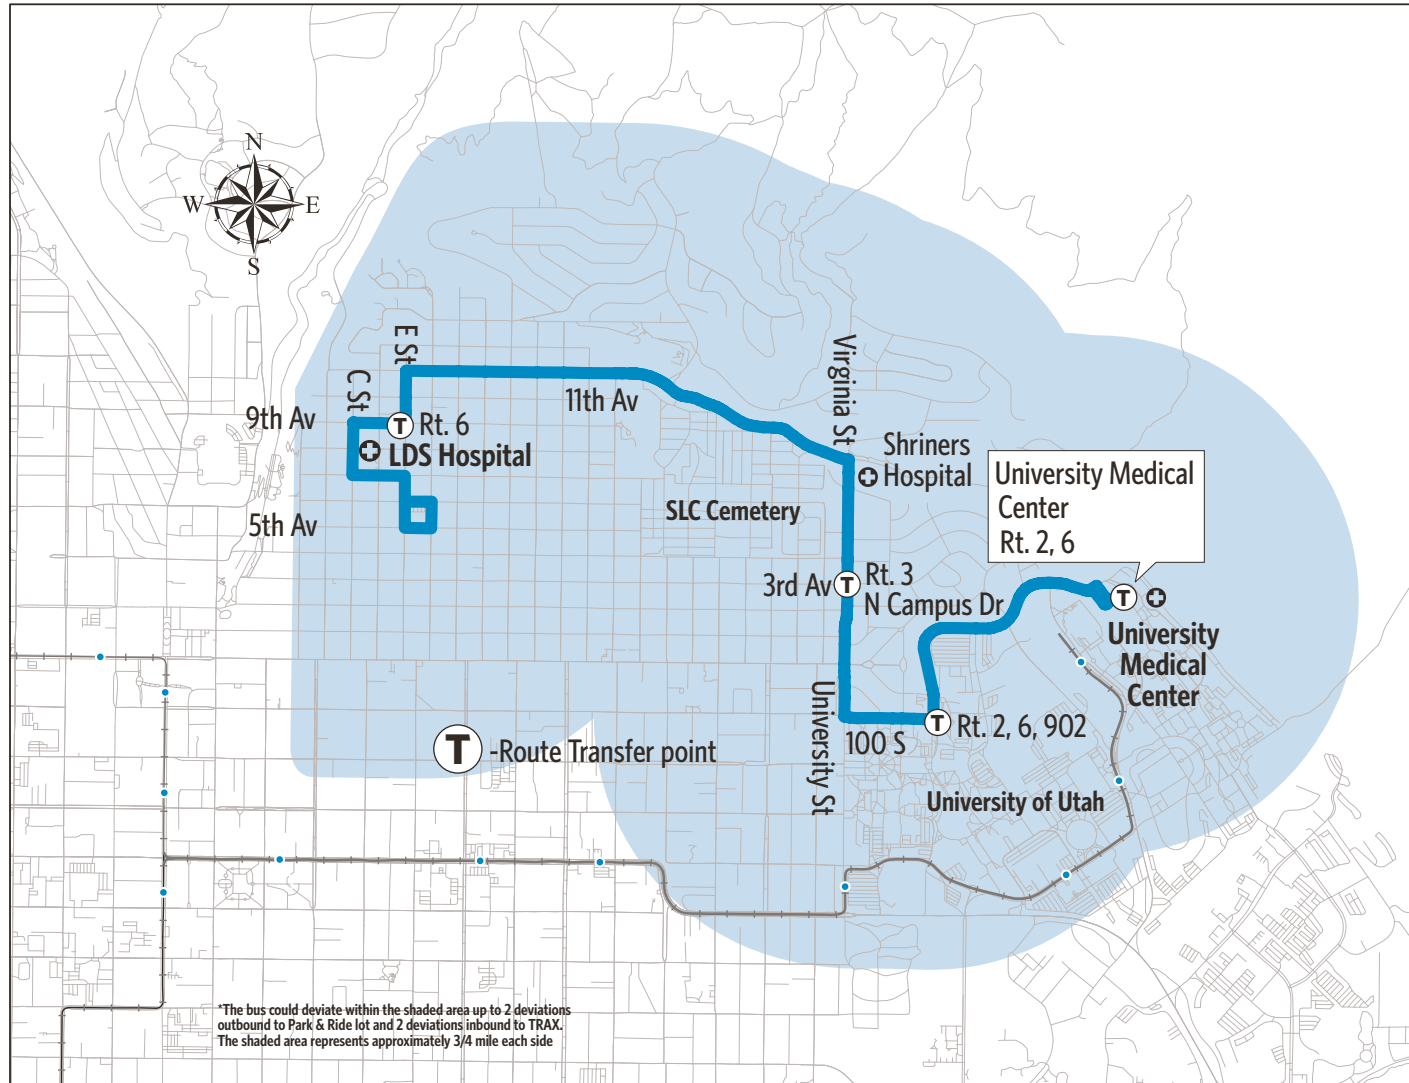 N
W
E
S
E St
C St
9th Av
Rt. 6
LDS Hospital
5th Av
11th Av
Virginia St
Shriners
Hospital
SLC Cemetery
University Medical
Center
Rt. 2, 6
3rd Av
T
Rt. 3
N Campus Dr
T
T
University
Medical
Center
University St
100 S
T
Rt. 2, 6, 902
T
-Route Transfer point
University of Utah
*The bus could deviate within the shaded area up to 2 deviations
outbound to Park & Ride lot and 2 deviations inbound to TRAX.
The shaded area represents approximately 3/4 mile each side